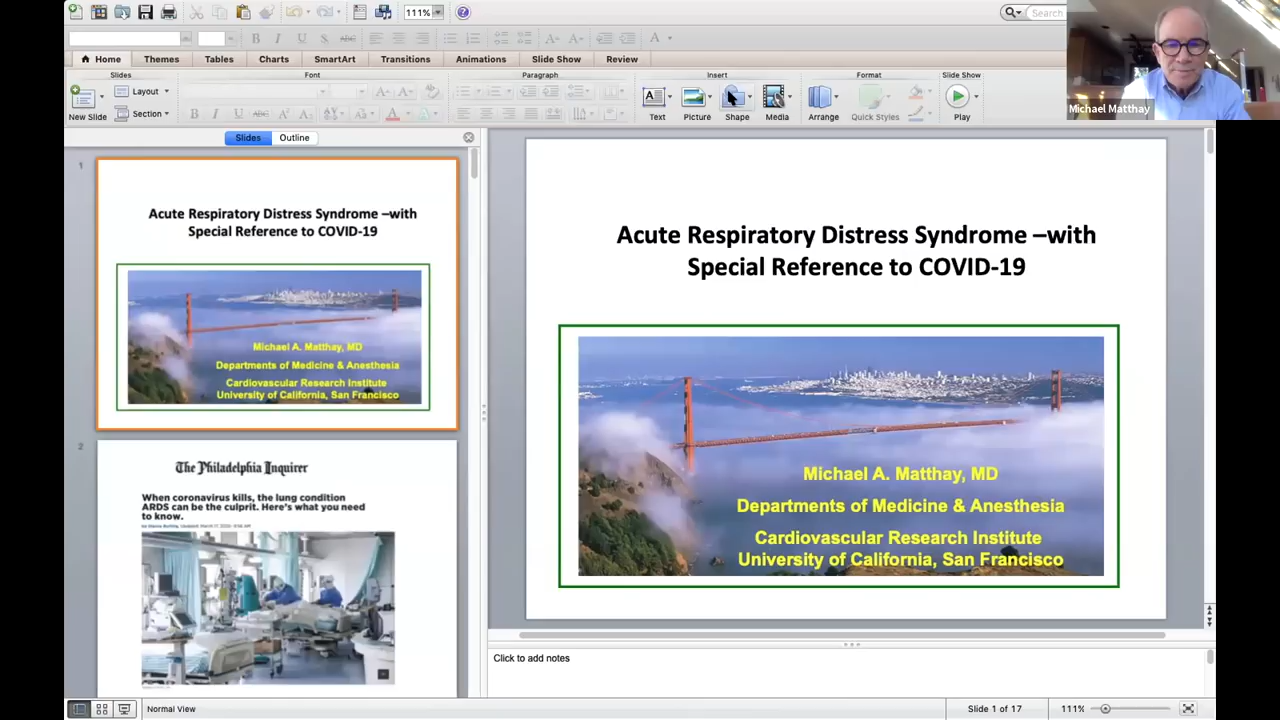 111%
Search
Home
Themes
Tables
Charts
SmartArt
Transitions
Animations
Slide Show
Review
Slides
Font
Paragraph
Insert
Format
Slide Show
New Slide
Layout
Section
Text
Picture
Shape
Media
Arrange
Quick Styles
Play
Michael Matthay
Slides
Outline
1
Acute Respiratory Distress Syndrome –with
Special Reference to COVID-19
Michael A. Matthay, MD
Departments of Medicine & Anesthesia
Cardiovascular Research Institute
University of California, San Francisco
2
The Philadelphia Inquirer
When coronavirus kills, the lung condition
ARDS can be the culprit. Here's what you need
to know.
Acute Respiratory Distress Syndrome –with
Special Reference to COVID-19
Michael A. Matthay, MD
Departments of Medicine & Anesthesia
Cardiovascular Research Institute
University of California, San Francisco
Click to add notes
Normal View
Slide 1 of 17
111%